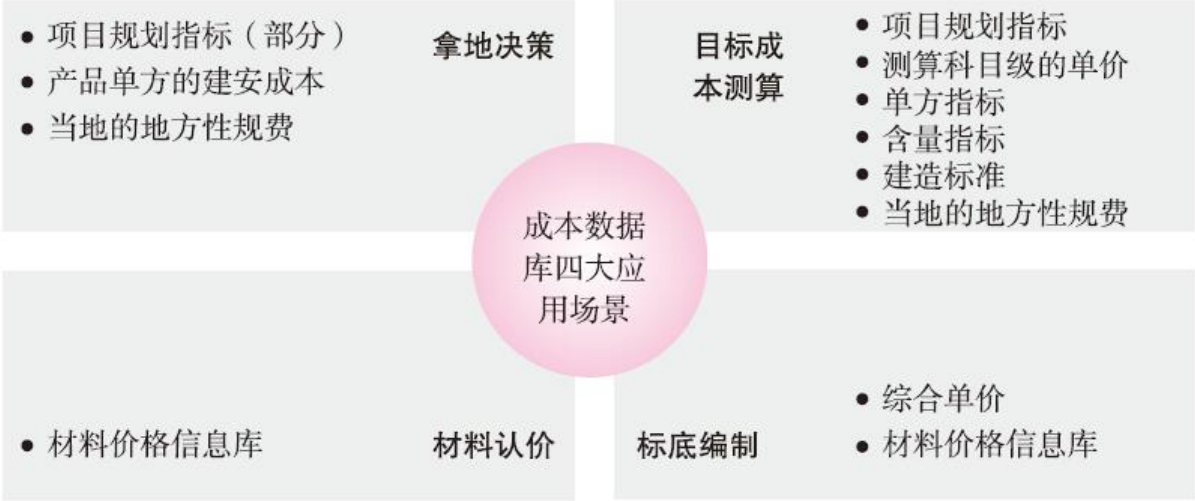 拿地决策
• 项目规划指标（部分）
• 产品单方的建安成本
• 当地的地方性规费
目标成
本测算
• 项目规划指标
• 测算科目级的单价
• 单方指标
• 含量指标
• 建造标准
• 当地的地方性规费
成本数据
库四大应
用场景
• 材料价格信息库
材料认价
标底编制
• 综合单价
• 材料价格信息库